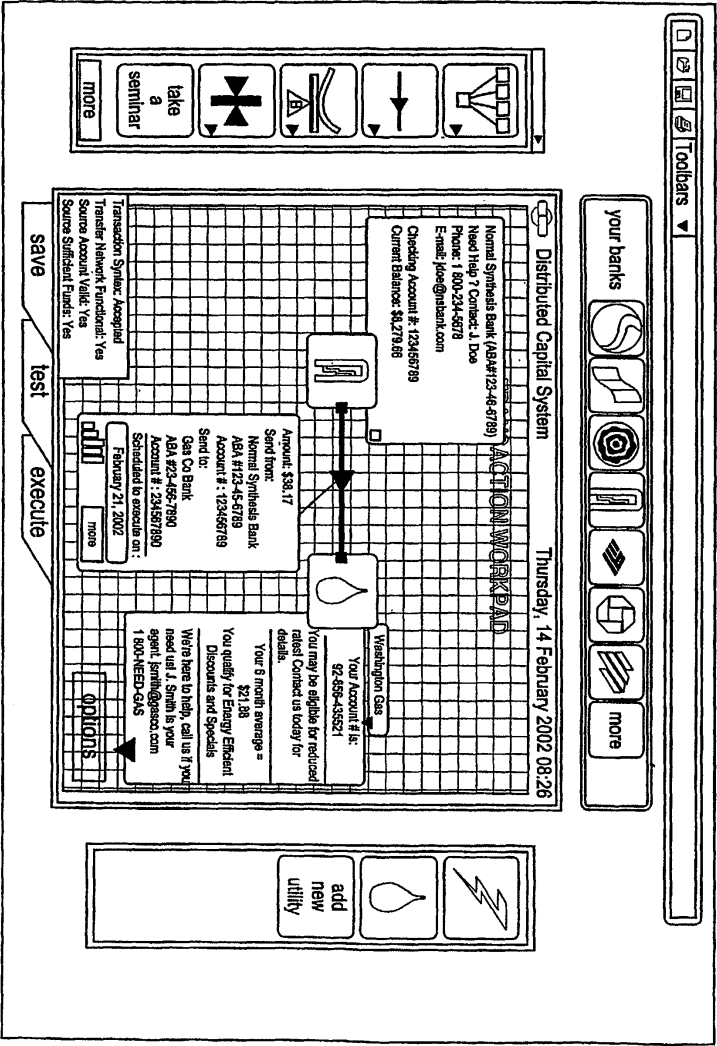 Toolbars
your banks
more
take
a
seminar
more
Distributed Capital System
Thursday, 14 February 2002 08:26
ACTION WORKPAD
Normal Synthesis Bank (ABA#123-46-6789)
Need Help ? Contact: J. Doe
Phone: 1 800-234-5678
E-mail: jdoe@nsbank.com
Checking Account #: 123456789
Current Balance: $8,279.66
Amount: $38.17
Send from:
Normal Synthesis Bank
ABA #123-45-6789
Account # : 123456789
Send to:
Gas Co Bank
ABA #23-456-7890
Account # : 234567890
Scheduled to execute on :
February 21, 2002
more
Washington Gas
Your Account # is:
92-856-435521
You may be eligible for reduced
rates! Contact us today for
details.
Your 6 month average =
$21.88
You qualify for Energy Efficient
Discounts and Specials
We're here to help, call us if you
need us! J. Smith is your
agent. jsmith@gasco.com
1 800-NEED-GAS
options
Transaction Syntax: Accepted
Transfer Network Functional: Yes
Source Account Valid: Yes
Source Sufficient Funds: Yes
save
test
execute
add
new
utility
B